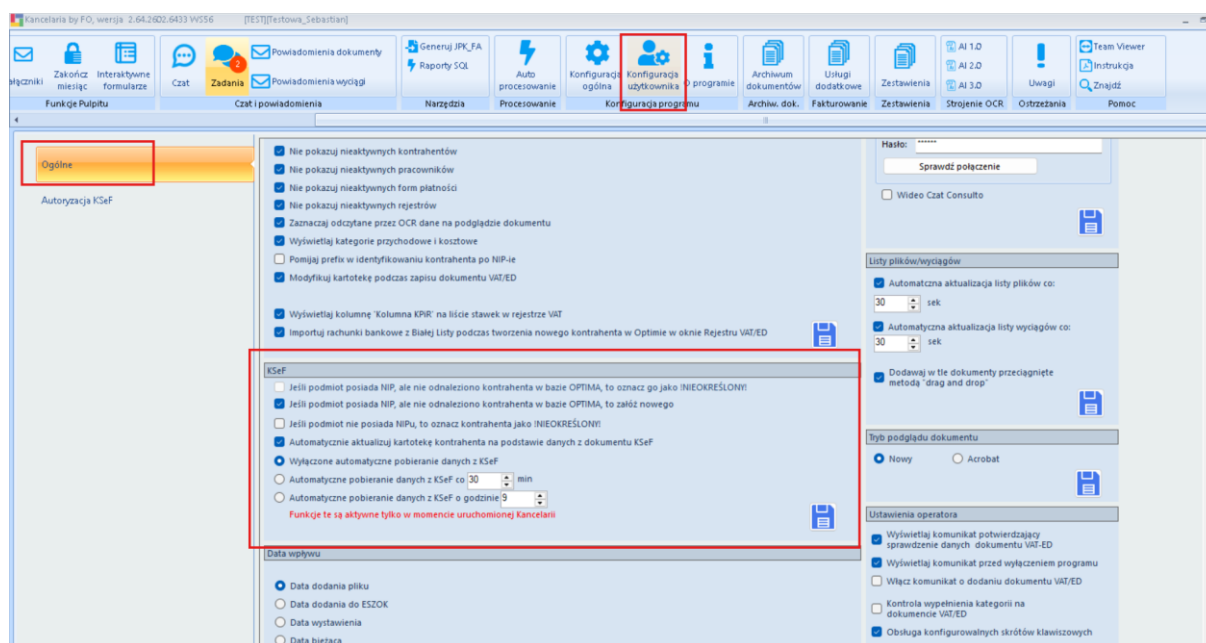 Kancelaria by FO, wersja 2.64.2602.6433 WS56 [TEST][Testowa_Sebastian]
Załączniki
Zakończ miesiąc
Interaktywne formularze
Funkcje Pulpitu
Czat
Zadania
2
Powiadomienia dokumenty
Powiadomienia wyciągi
Czat i powiadomienia
Generuj JPK_FA
Raporty SQL
Narzędzia
Auto procesowanie
Procesowanie
Konfiguracja ogólna
Konfiguracja użytkownika
O programie
Konfiguracja programu
Archiwum dokumentów
Archiw. dok.
Usługi dodatkowe
Fakturowanie
Zestawienia
Zestawienia
AI 1.0
AI 2.0
AI 3.0
Strojenie OCR
Uwagi
Ostrzeżania
Team Viewer
Instrukcja
Znajdź
Pomoc
Ogólne
Autoryzacja KSeF
Nie pokazuj nieaktywnych kontrahentów
Nie pokazuj nieaktywnych pracowników
Nie pokazuj nieaktywnych form płatności
Nie pokazuj nieaktywnych rejestrów
Zaznaczaj odczytane przez OCR dane na podglądzie dokumentu
Wyświetlaj kategorie przychodowe i kosztowe
Pomijaj prefix w identyfikowaniu kontrahenta po NIP-ie
Modyfikuj kartotekę podczas zapisu dokumentu VAT/ED
Wyświetlaj kolumnę 'Kolumna KPiR' na liście stawek w rejestrze VAT
Importuj rachunki bankowe z Białej Listy podczas tworzenia nowego kontrahenta w Optimie w oknie Rejestru VAT/ED
KSeF
Jeśli podmiot posiada NIP, ale nie odnaleziono kontrahenta w bazie OPTIMA, to oznacz go jako !NIEOKREŚLONY!
Jeśli podmiot posiada NIP, ale nie odnaleziono kontrahenta w bazie OPTIMA, to załóż nowego
Jeśli podmiot nie posiada NIPu, to oznacz kontrahenta jako !NIEOKREŚLONY!
Automatycznie aktualizuj kartotekę kontrahenta na podstawie danych z dokumentu KSeF
Wyłączone automatyczne pobieranie danych z KSeF
Automatyczne pobieranie danych z KSeF co 30 min
Automatyczne pobieranie danych z KSeF o godzinie 9
Funkcje te są aktywne tylko w momencie uruchomionej Kancelarii
Data wpływu
Data dodania pliku
Data dodania do ESZOK
Data wystawienia
Data bieżąca
Hasło: ******
Sprawdź połączenie
Wideo Czat Consulto
Listy plików/wyciągów
Automatczna aktualizacja listy plików co:
30 sek
Automatyczna aktualizacja listy wyciągów co:
30 sek
Dodawaj w tle dokumenty przeciągnięte
metodą "drag and drop"
Tryb podglądu dokumentu
Nowy Acrobat
Ustawienia operatora
Wyświetlaj komunikat potwierdzający
sprawdzenie danych dokumentu VAT-ED
Wyświetlaj komunikat przed wyłączeniem programu
Włącz komunikat o dodaniu dokumentu VAT/ED
Kontrola wypełnienia kategorii na
dokumencie VAT/ED
Obsługa konfigurowalnych skrótów klawiszowych